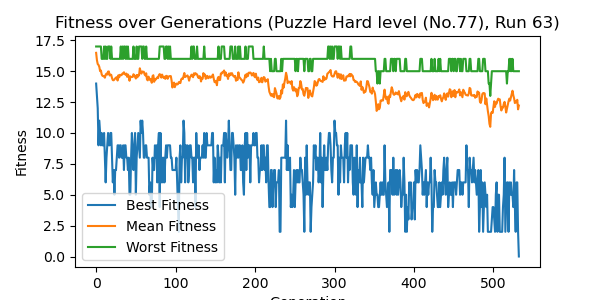 Fitness over Generations (Puzzle Hard level (No.77), Run 63)
17.5
15.0
12.5
10.0
7.5
5.0
2.5
0.0
Fitness
Best Fitness
Mean Fitness
Worst Fitness
0
100
200
300
400
500
Generation